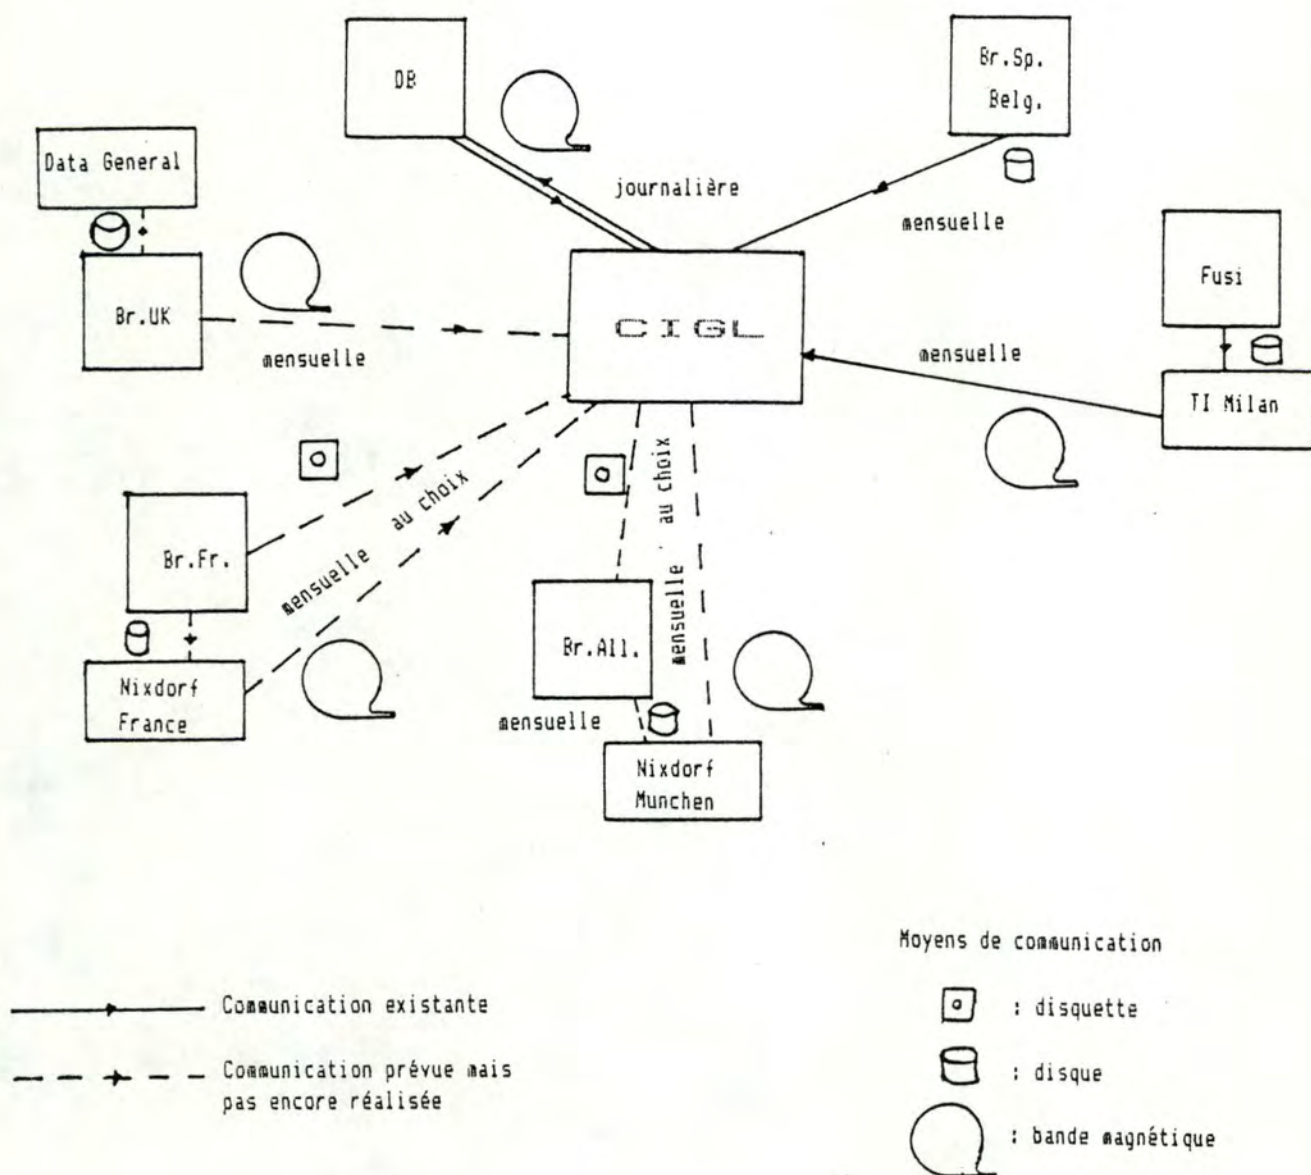 DB
Br.Sp.
Belg.
Data General
journalière
mensuelle
Fusi
Br.UK
CIGL
mensuelle
mensuelle
TI Milan
au choix
mensuelle
au choix
mensuelle
Br.Fr.
Br.All.
Nixdorf
France
mensuelle
Nixdorf
Munchen
Moyens de communication
Communication existante
: disquette
Communication prévue mais
pas encore réalisée
: disque
: bande magnétique